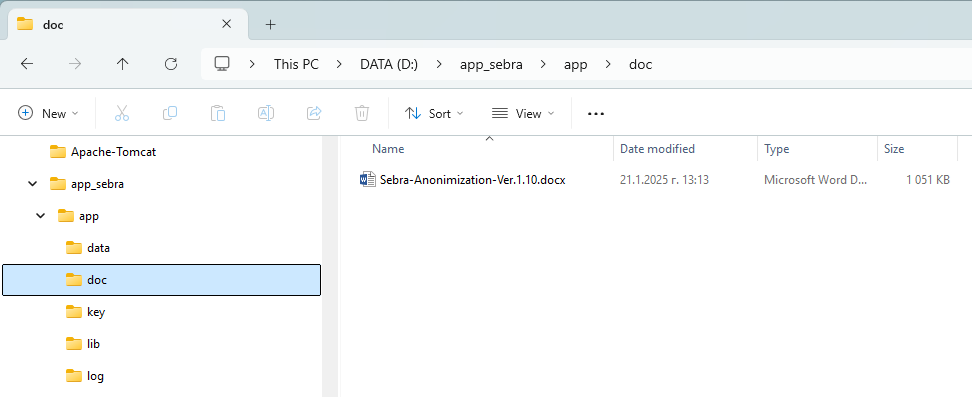 doc
This PC > DATA (D:) > app_sebra > app > doc
New Sort View
Apache-Tomcat
app_sebra
app
data
doc
key
lib
log
Name Date modified Type Size
Sebra-Anonimization-Ver.1.10.docx 21.1.2025 г. 13:13 Microsoft Word D... 1 051 KB